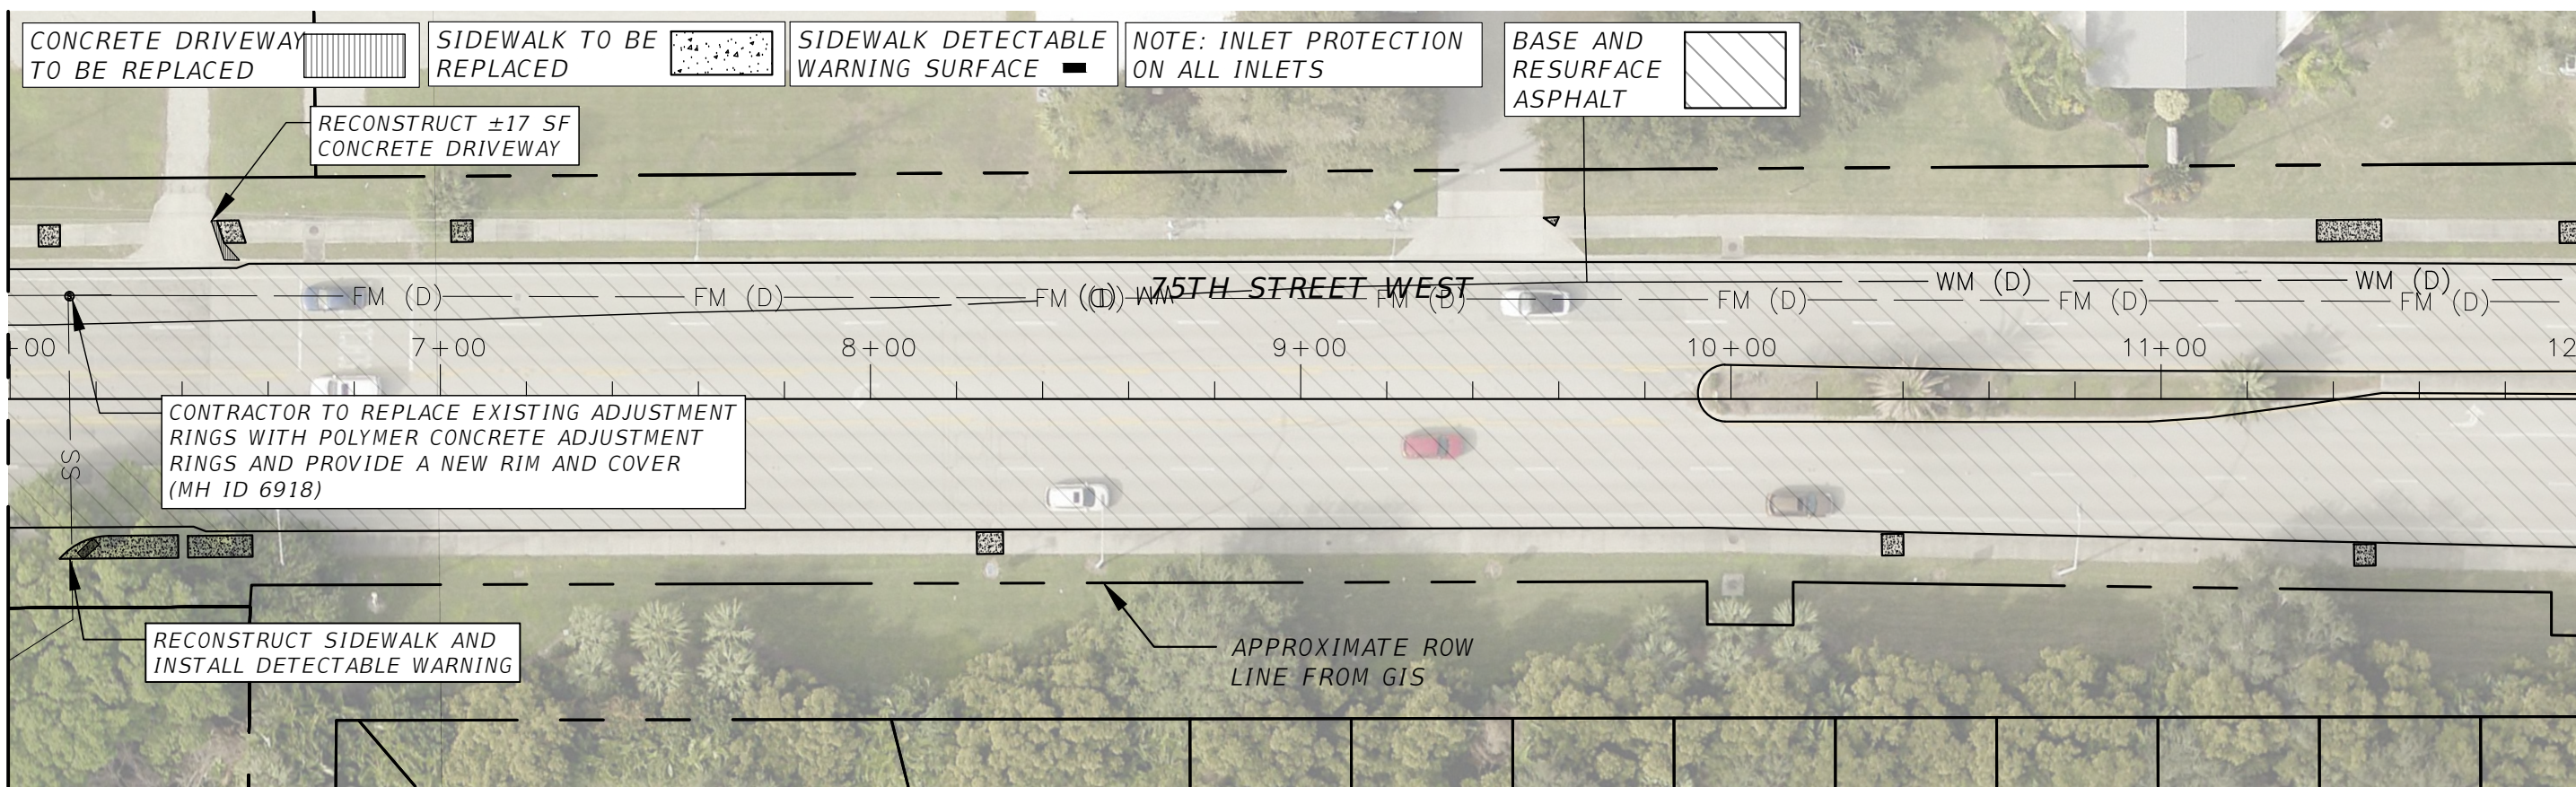 CONCRETE DRIVEWAY
TO BE REPLACED
SIDEWALK TO BE
REPLACED
SIDEWALK DETECTABLE
WARNING SURFACE
NOTE: INLET PROTECTION
ON ALL INLETS
BASE AND
RESURFACE
ASPHALT
RECONSTRUCT ±17 SF
CONCRETE DRIVEWAY
75TH STREET WEST
WM (D)
WM (D)
FM (D)
FM (D)
FM (D)
WM
FM (D)
FM (D)
FM (D)
FM (D)
+00
7+00
8+00
9+00
10+00
11+00
12
CONTRACTOR TO REPLACE EXISTING ADJUSTMENT
RINGS WITH POLYMER CONCRETE ADJUSTMENT
RINGS AND PROVIDE A NEW RIM AND COVER
(MH ID 6918)
SS
RECONSTRUCT SIDEWALK AND
INSTALL DETECTABLE WARNING
APPROXIMATE ROW
LINE FROM GIS